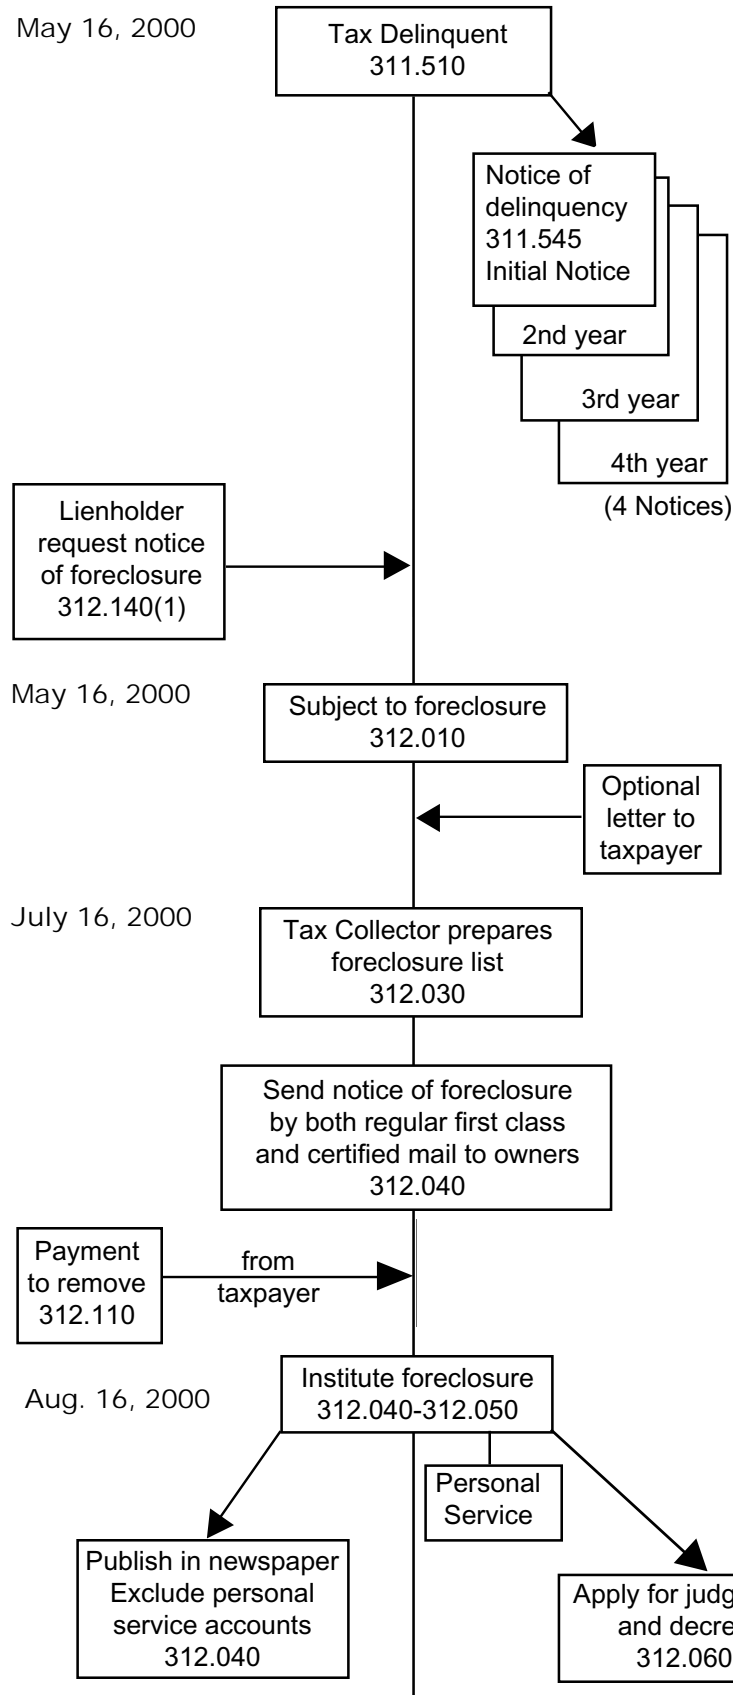 May 16, 2000
Tax Delinquent
311.510
Notice of
delinquency
311.545
Initial Notice
2nd year
3rd year
4th year
(4 Notices)
Lienholder
request notice
of foreclosure
312.140(1)
May 16, 2000
Subject to foreclosure
312.010
Optional
letter to
taxpayer
July 16, 2000
Tax Collector prepares
foreclosure list
312.030
Send notice of foreclosure
by both regular first class
and certified mail to owners
312.040
Payment
to remove
312.110
from
taxpayer
Aug. 16, 2000
Institute foreclosure
312.040-312.050
Personal
Service
Publish in newspaper
Exclude personal
service accounts
312.040
Apply for judg
and decre
312.060